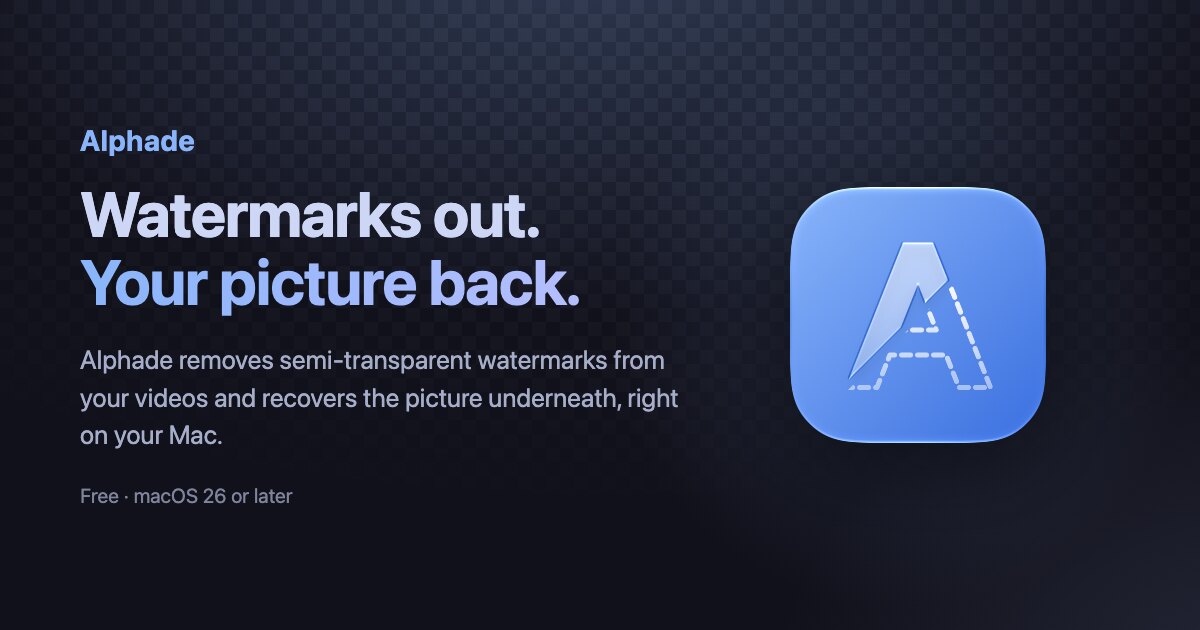 Alphade
Watermarks out.
Your picture back.
Alphade removes semi-transparent watermarks from
your videos and recovers the picture underneath, right
on your Mac.
Free · macOS 26 or later